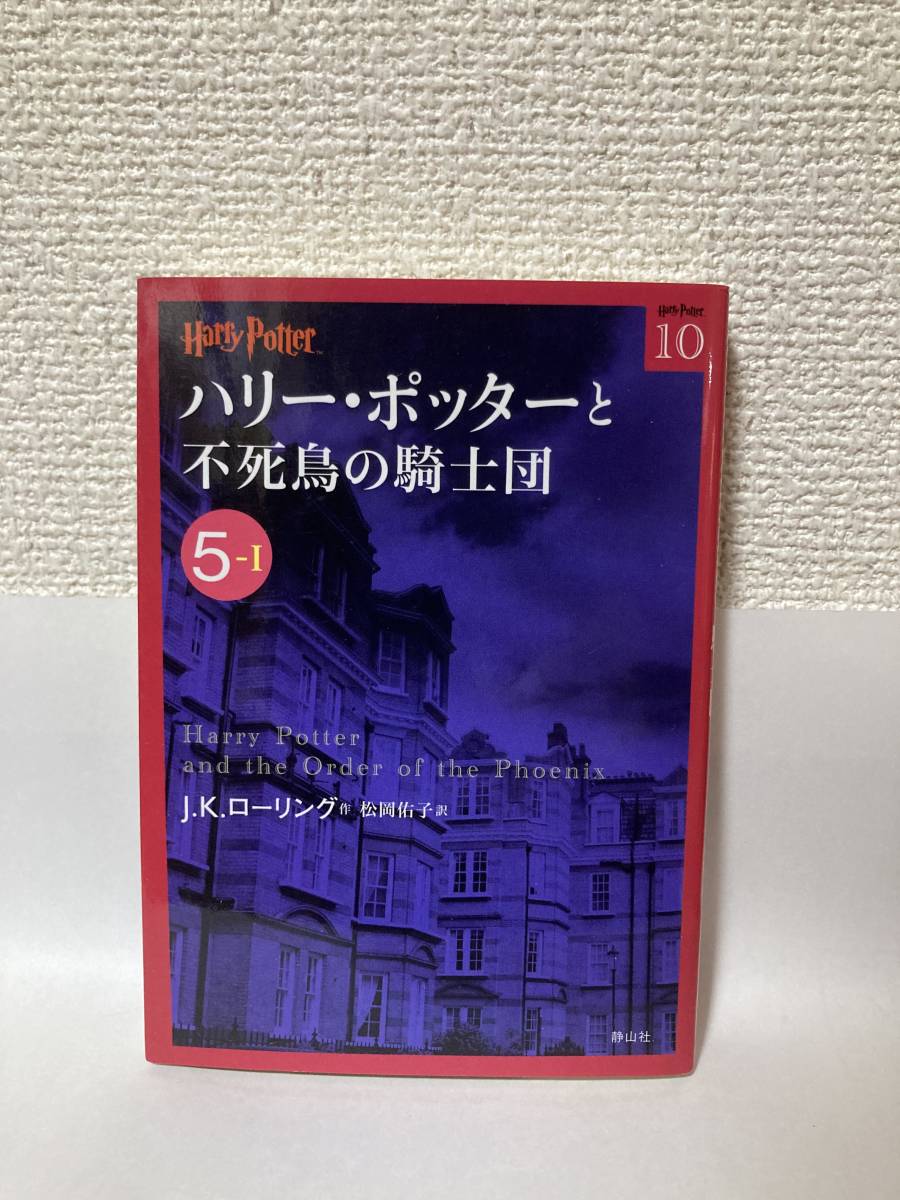 Harry Potter™
Harry Potter™
10
ハリー・ポッターと
不死鳥の騎士団
5-I
Harry Potter
and the Order of the Phoenix
J.K.ローリング作 松岡佑子訳
静山社